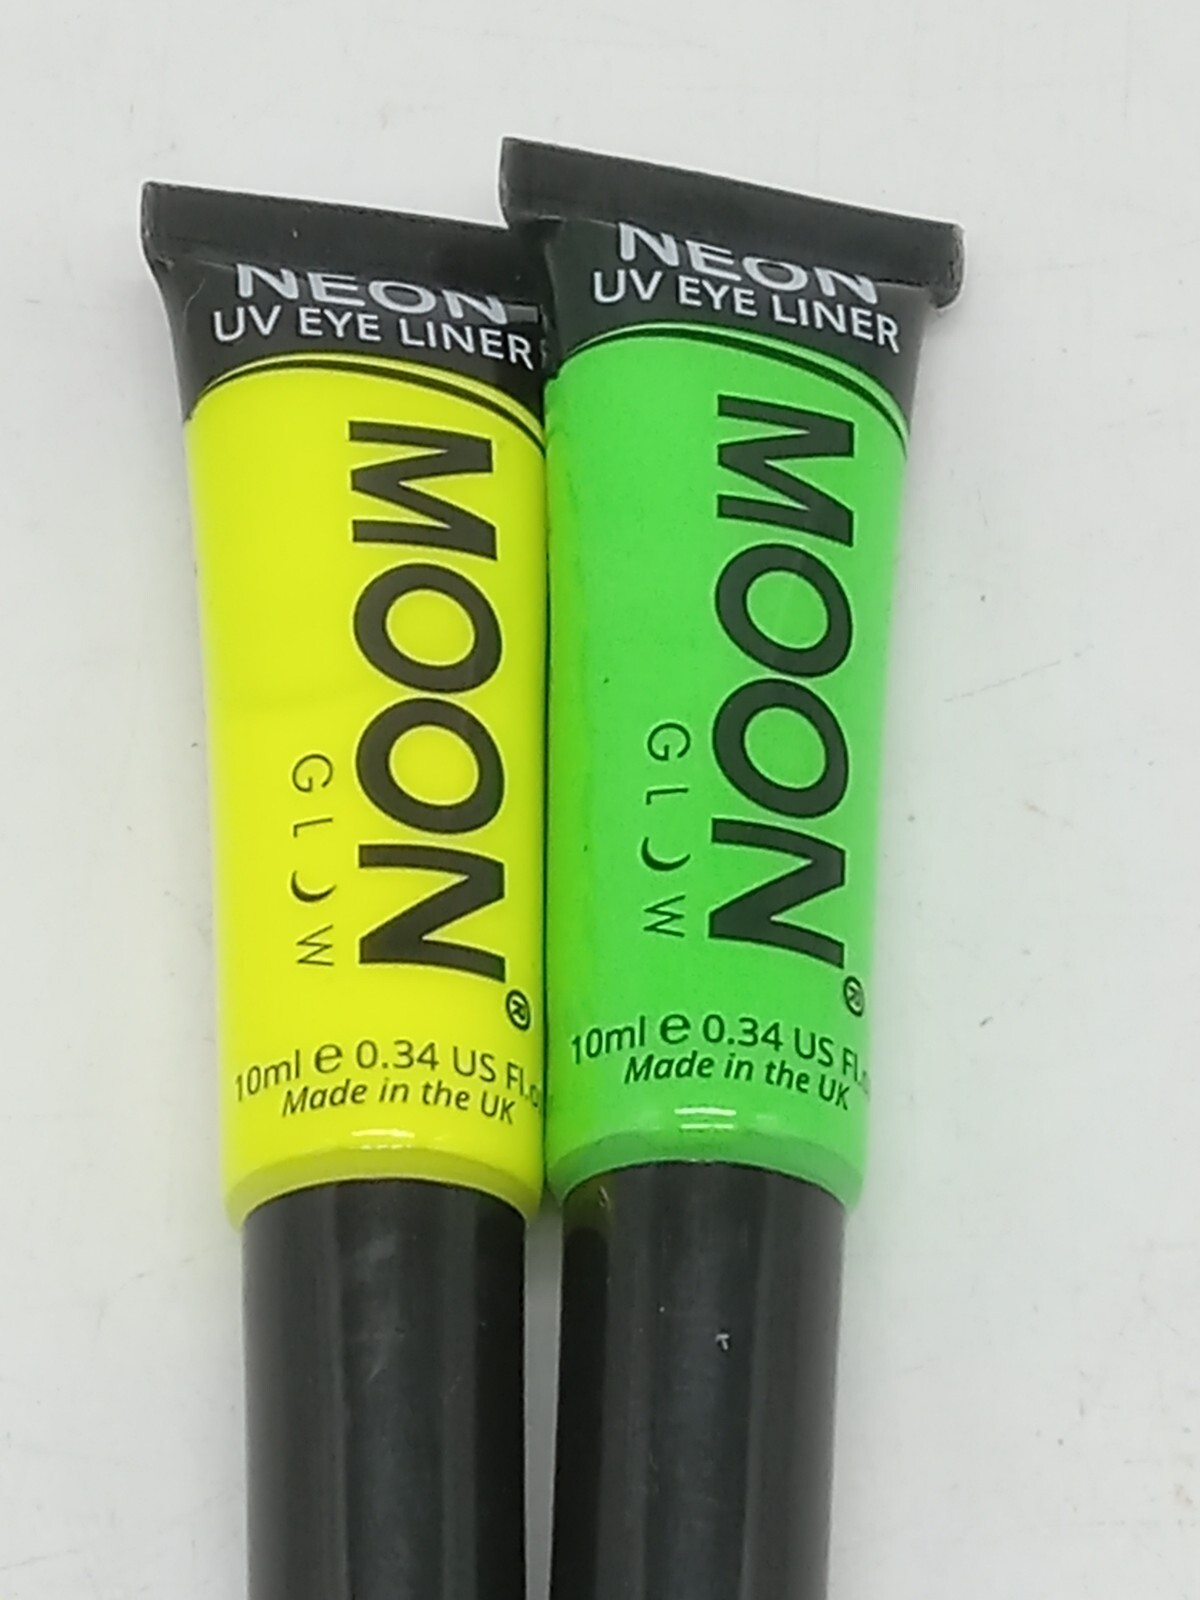 NEON
UV EYE LINER
MOON®
GLOW
10ml e 0.34 US Fl.
Made in the UK
NEON
UV EYE LINER
MOON®
GLOW
10ml e 0.34 US Fl.
Made in the UK